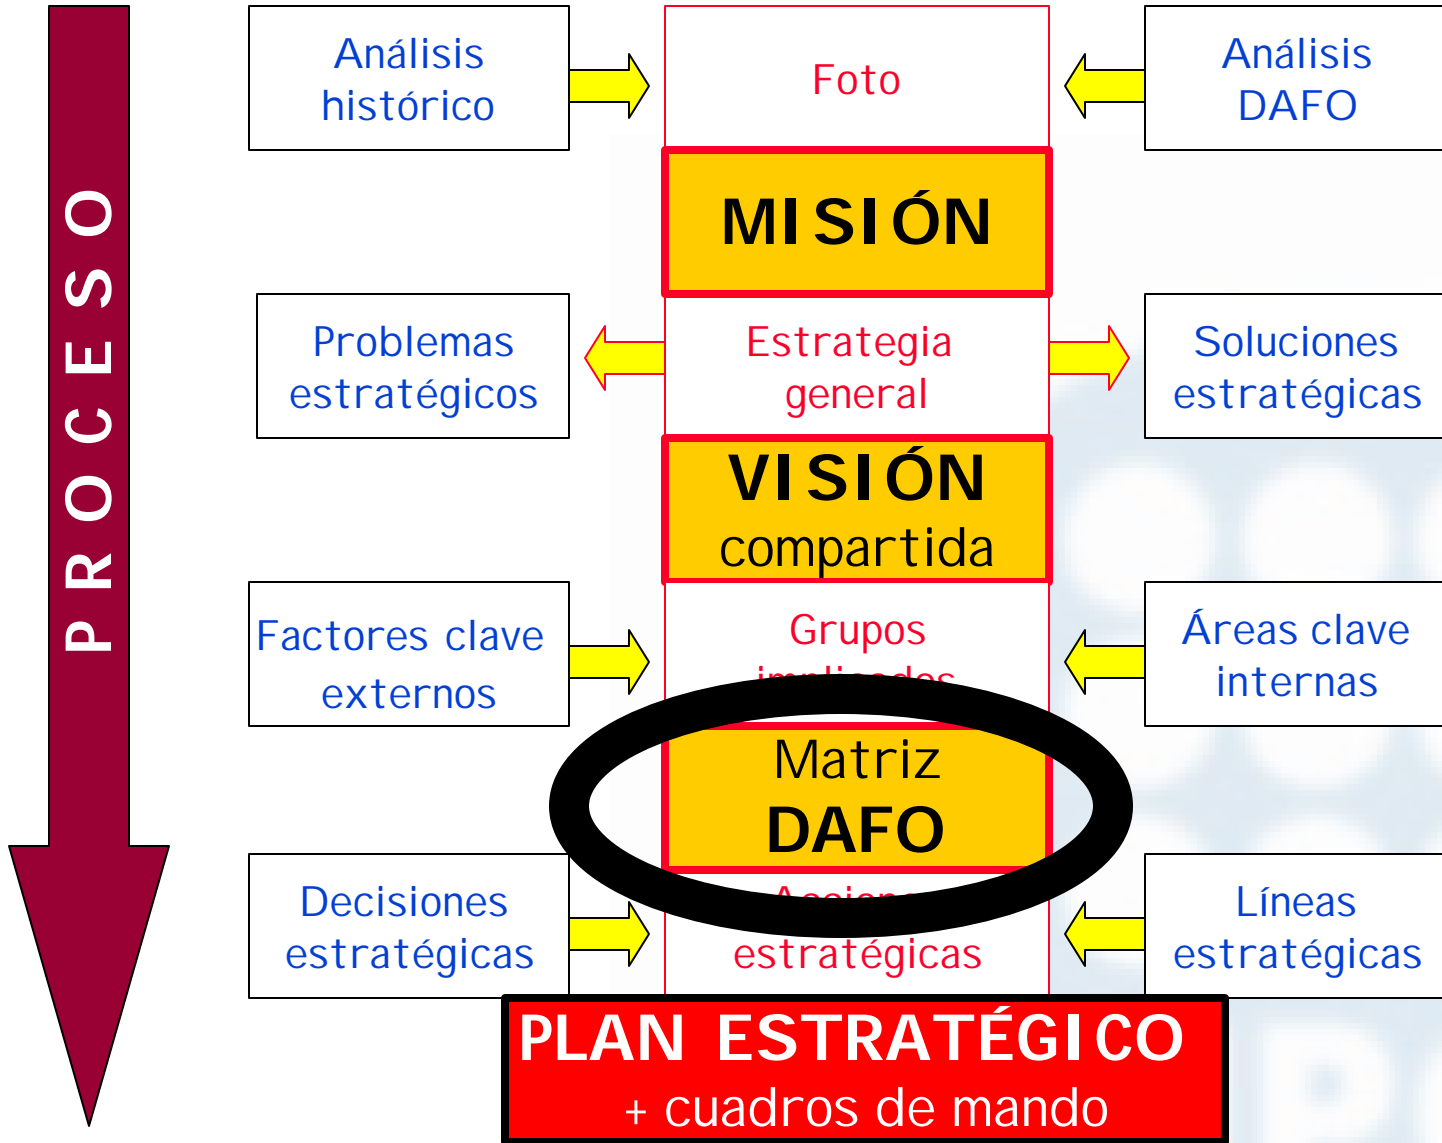 PROCESO
Análisis
histórico
Foto
Análisis
DAFO
MISIÓN
Problemas
estratégicos
Estrategia
general
Soluciones
estratégicas
VISIÓN
compartida
Factores clave
externos
Grupos
implicados
Áreas clave
internas
Matriz
DAFO
Decisiones
estratégicas
estratégicas
Líneas
estratégicas
PLAN ESTRATÉGICO
+ cuadros de mando